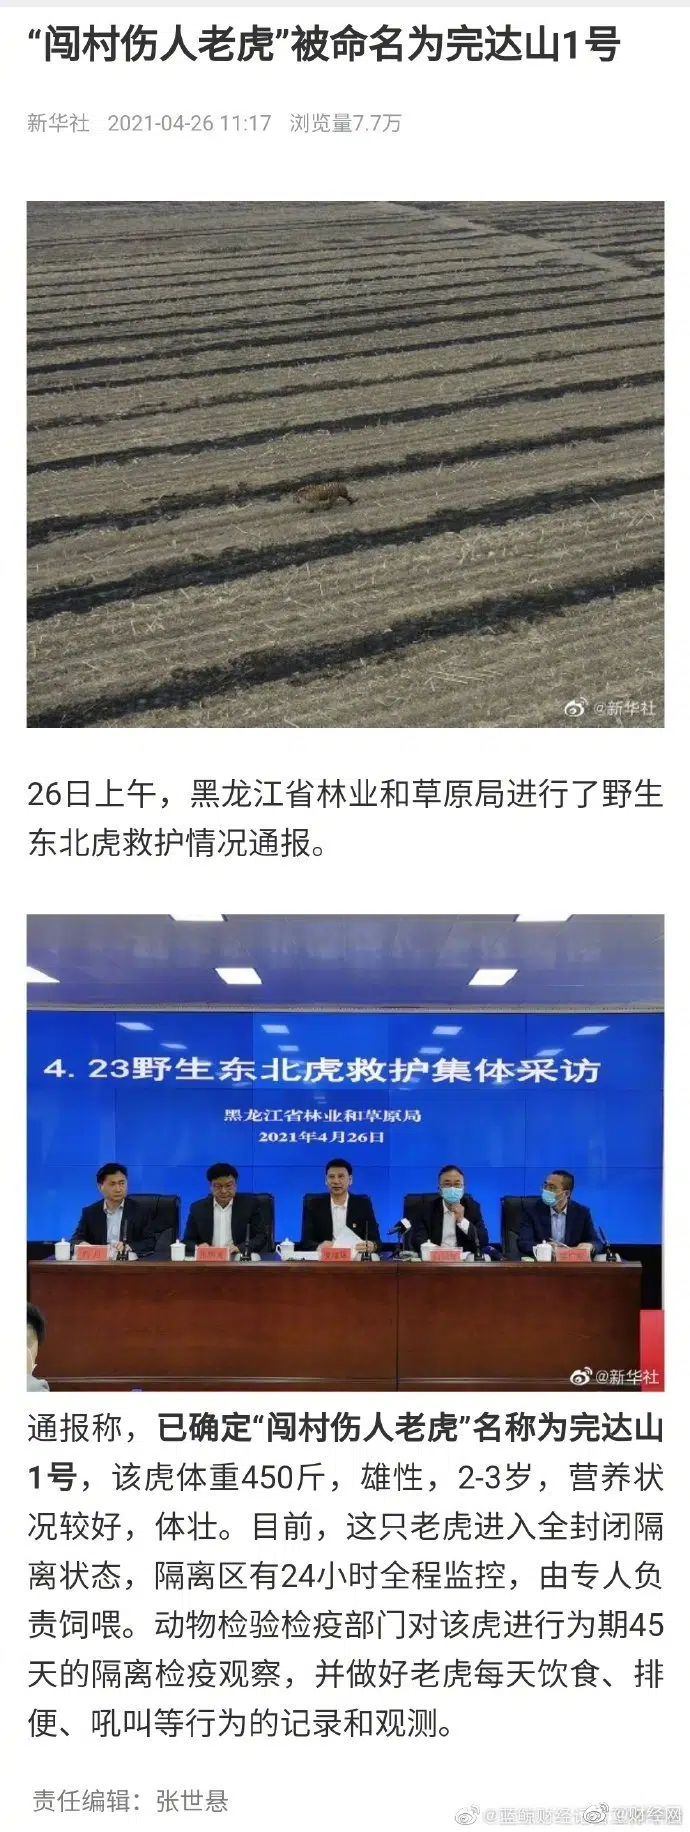 “闯村伤人老虎”被命名为完达山1号
新华社 2021-04-26 11:17 浏览量7.7万
@新华社
26日上午，黑龙江省林业和草原局进行了野生
东北虎救护情况通报。
4. 23野生东北虎救护集体采访
黑龙江省林业和草原局
2021年4月26日
@新华社
通报称，已确定“闯村伤人老虎”名称为完达山
1号，该虎体重450斤，雄性，2-3岁，营养状
况较好，体壮。目前，这只老虎进入全封闭隔
离状态，隔离区有24小时全程监控，由专人负
责饲喂。动物检验检疫部门对该虎进行为期45
天的隔离检疫观察，并做好老虎每天饮食、排
便、吼叫等行为的记录和观测。
责任编辑：张世悬
@蓝鲸财经 @财经网